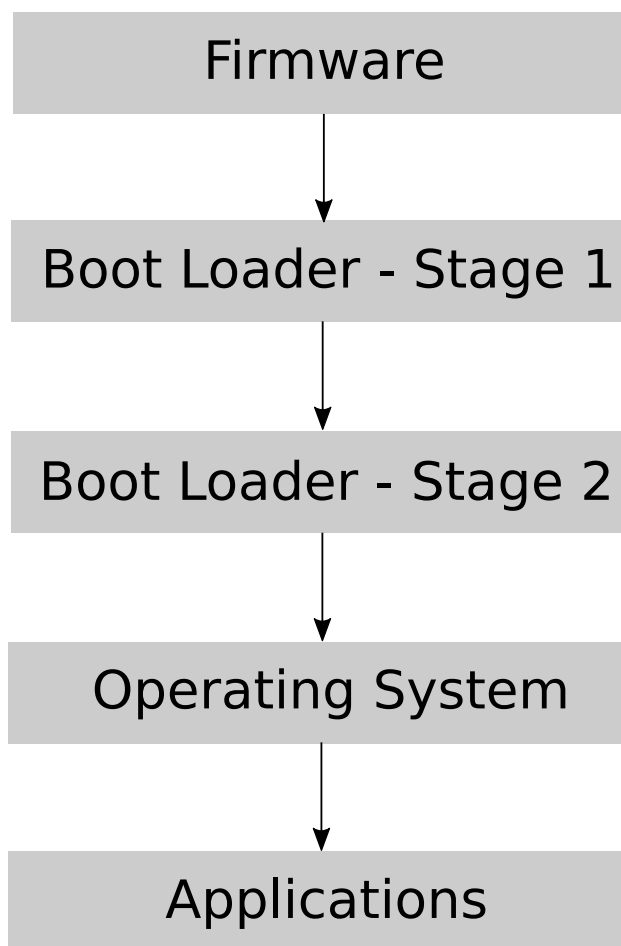 Firmware
Boot Loader - Stage 1
Boot Loader - Stage 2
Operating System
Applications